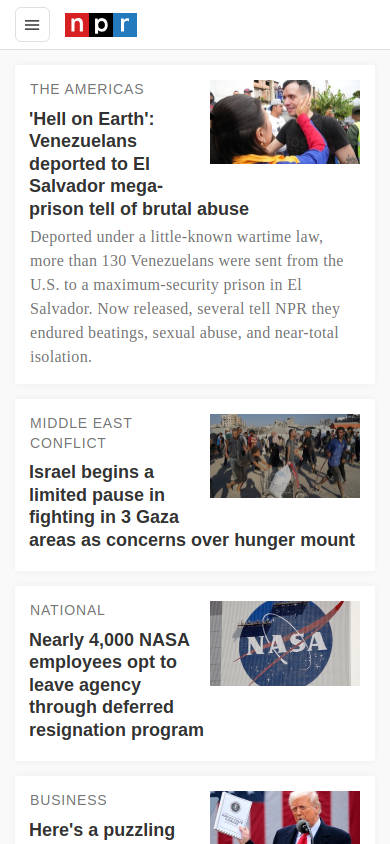 npr
THE AMERICAS
'Hell on Earth':
Venezuelans
deported to El
Salvador mega-
prison tell of brutal abuse
Deported under a little-known wartime law,
more than 130 Venezuelans were sent from the
U.S. to a maximum-security prison in El
Salvador. Now released, several tell NPR they
endured beatings, sexual abuse, and near-total
isolation.
MIDDLE EAST
CONFLICT
Israel begins a
limited pause in
fighting in 3 Gaza
areas as concerns over hunger mount
NATIONAL
Nearly 4,000 NASA
employees opt to
leave agency
through deferred
resignation program
NASA
BUSINESS
Here's a puzzling